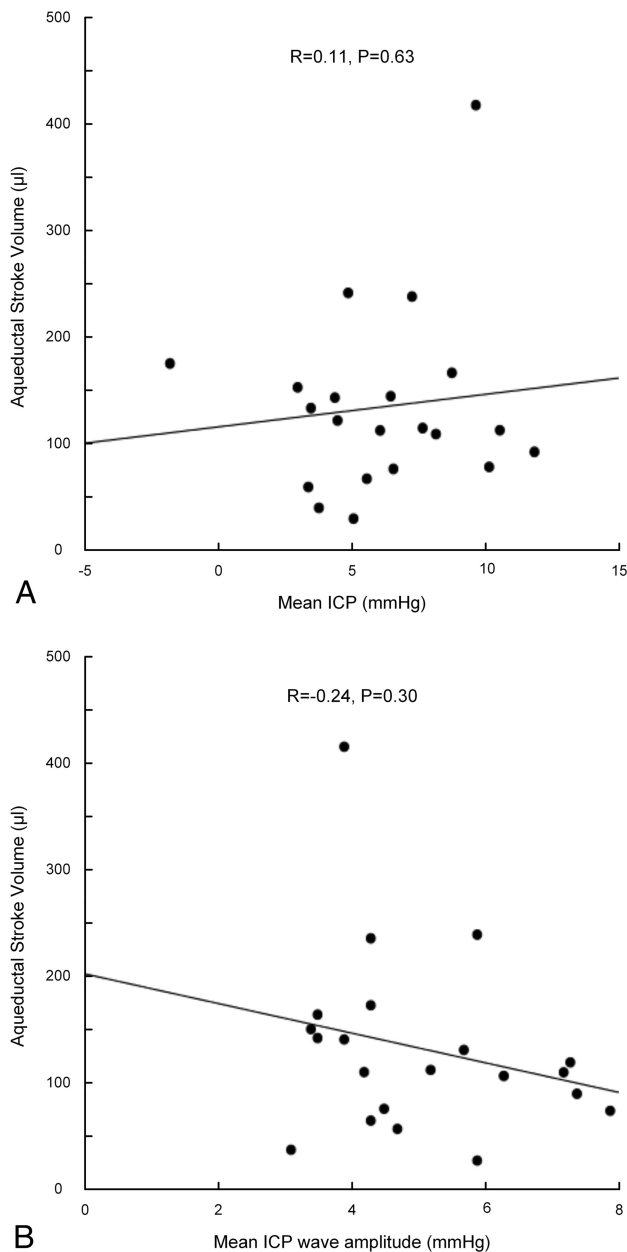 500
R=0.11, P=0.63
400
300
200
100
0
Aqueductal Stroke Volume (µl)
-5 0 5 10 15
Mean ICP (mmHg)
A
500
R=-0.24, P=0.30
400
300
200
100
0
Aqueductal Stroke Volume (µl)
0 2 4 6 8
Mean ICP wave amplitude (mmHg)
B